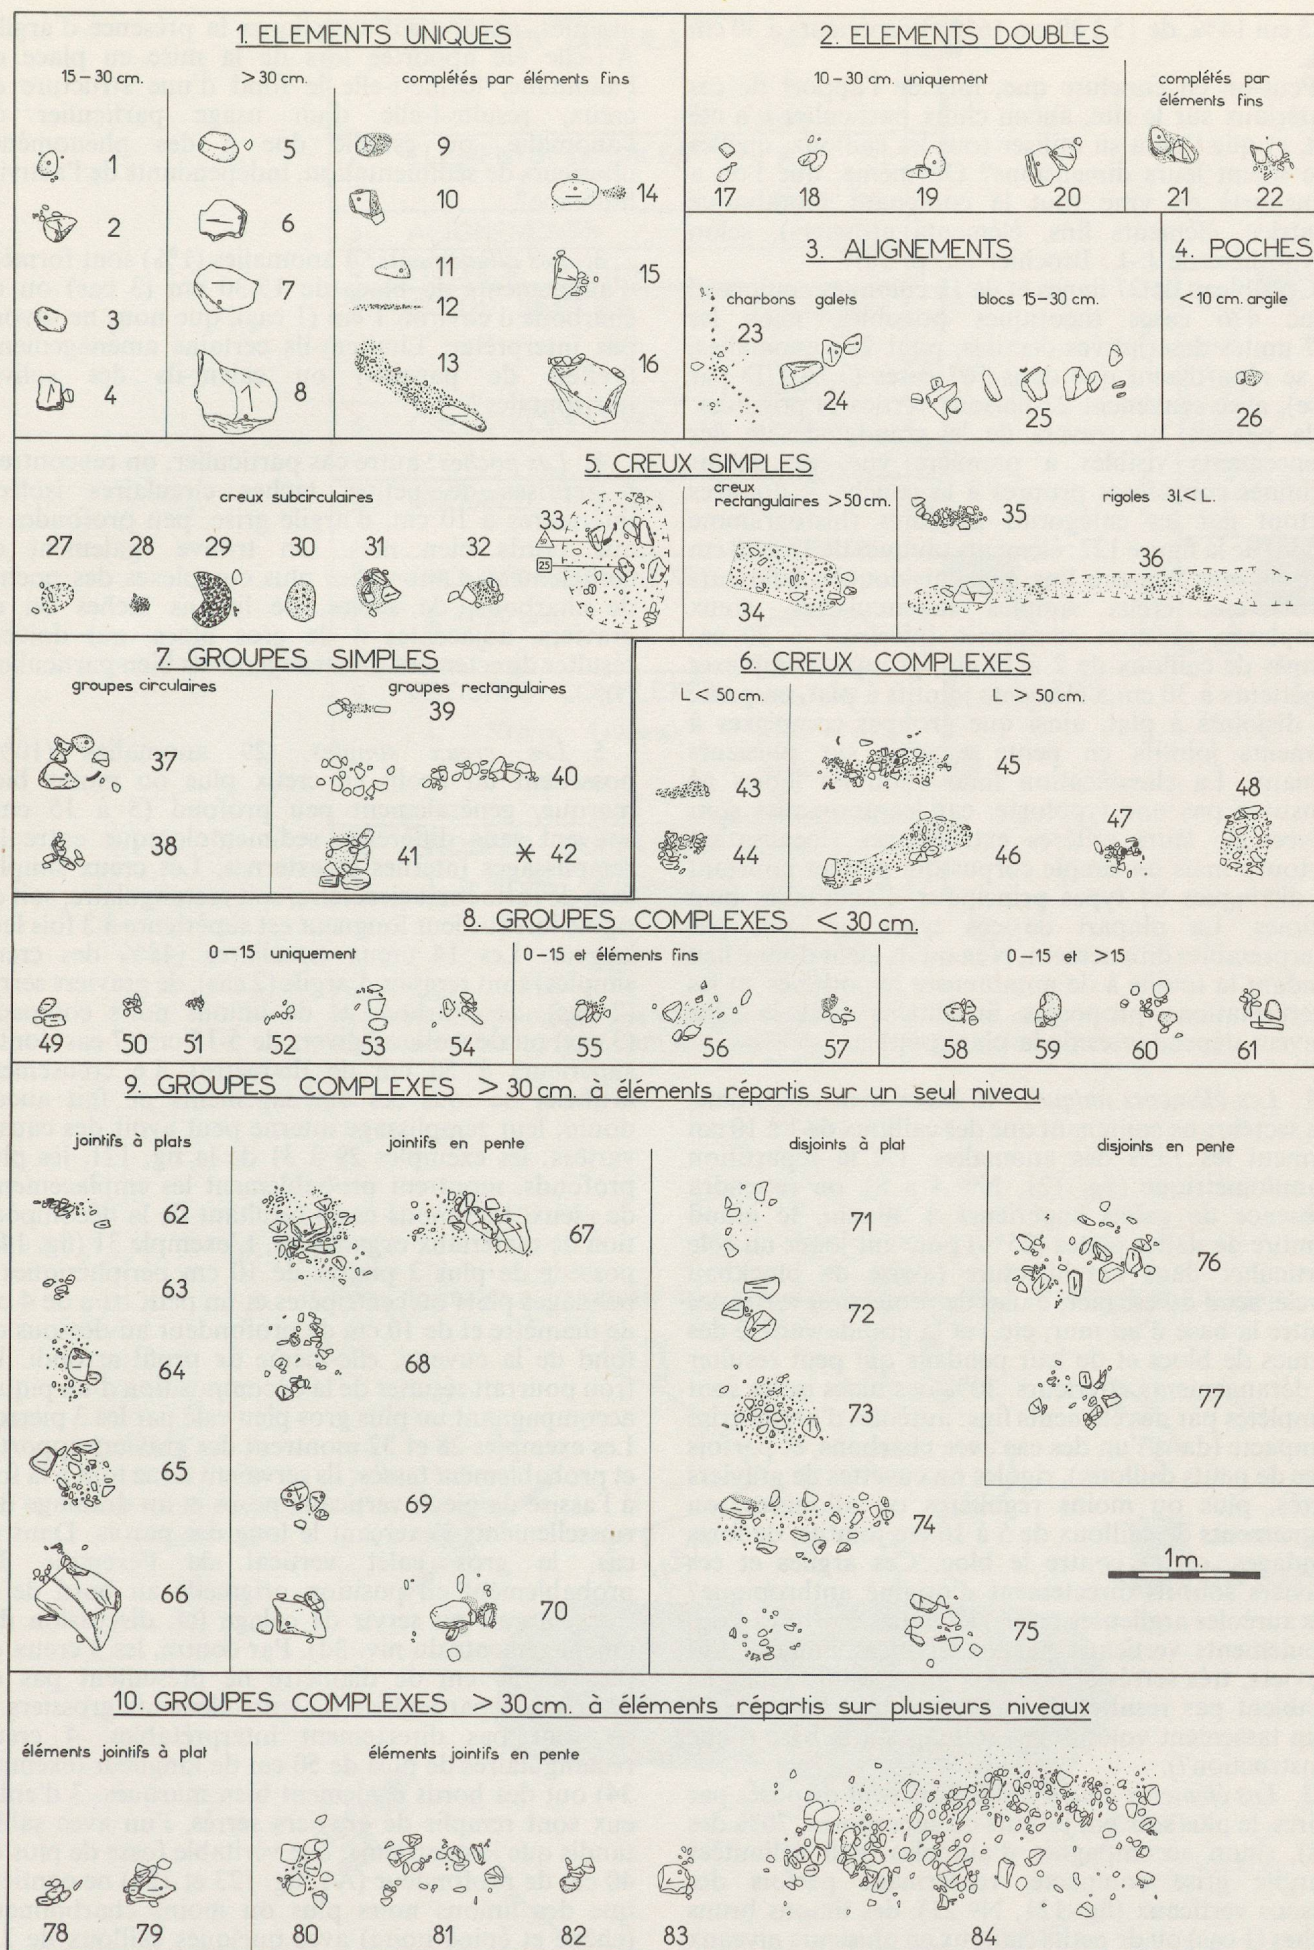 1. ELEMENTS UNIQUES
15–30 cm.
>30 cm.
complétés par éléments fins
1
2
3
4
5
6
7
8
9
10
11
12
13
14
15
16
2. ELEMENTS DOUBLES
10–30 cm. uniquement
complétés par
éléments fins
17
18
19
20
21
22
3. ALIGNEMENTS
charbons galets
blocs 15–30 cm.
23
24
25
4. POCHES
<10 cm. argile
26
5. CREUX SIMPLES
creux subcirculaires
27
28
29
30
31
32
33
25
creux
rectangulaires >50 cm.
34
rigoles 3l.< L.
35
36
7. GROUPES SIMPLES
groupes circulaires
37
38
groupes rectangulaires
39
40
41
* 42
6. CREUX COMPLEXES
L < 50 cm.
43
44
L > 50 cm.
45
46
47
48
8. GROUPES COMPLEXES < 30 cm.
0–15 uniquement
49
50
51
52
53
54
0–15 et éléments fins
55
56
57
0–15 et >15
58
59
60
61
9. GROUPES COMPLEXES > 30 cm. à éléments répartis sur un seul niveau
jointifs à plats
62
63
64
65
66
jointifs en pente
67
68
69
70
disjoints à plat
71
72
73
74
75
disjoints en pente
76
77
1m.
10. GROUPES COMPLEXES > 30 cm. à éléments répartis sur plusieurs niveaux
éléments jointifs à plat
78
79
éléments jointifs en pente
80
81
82
83
84